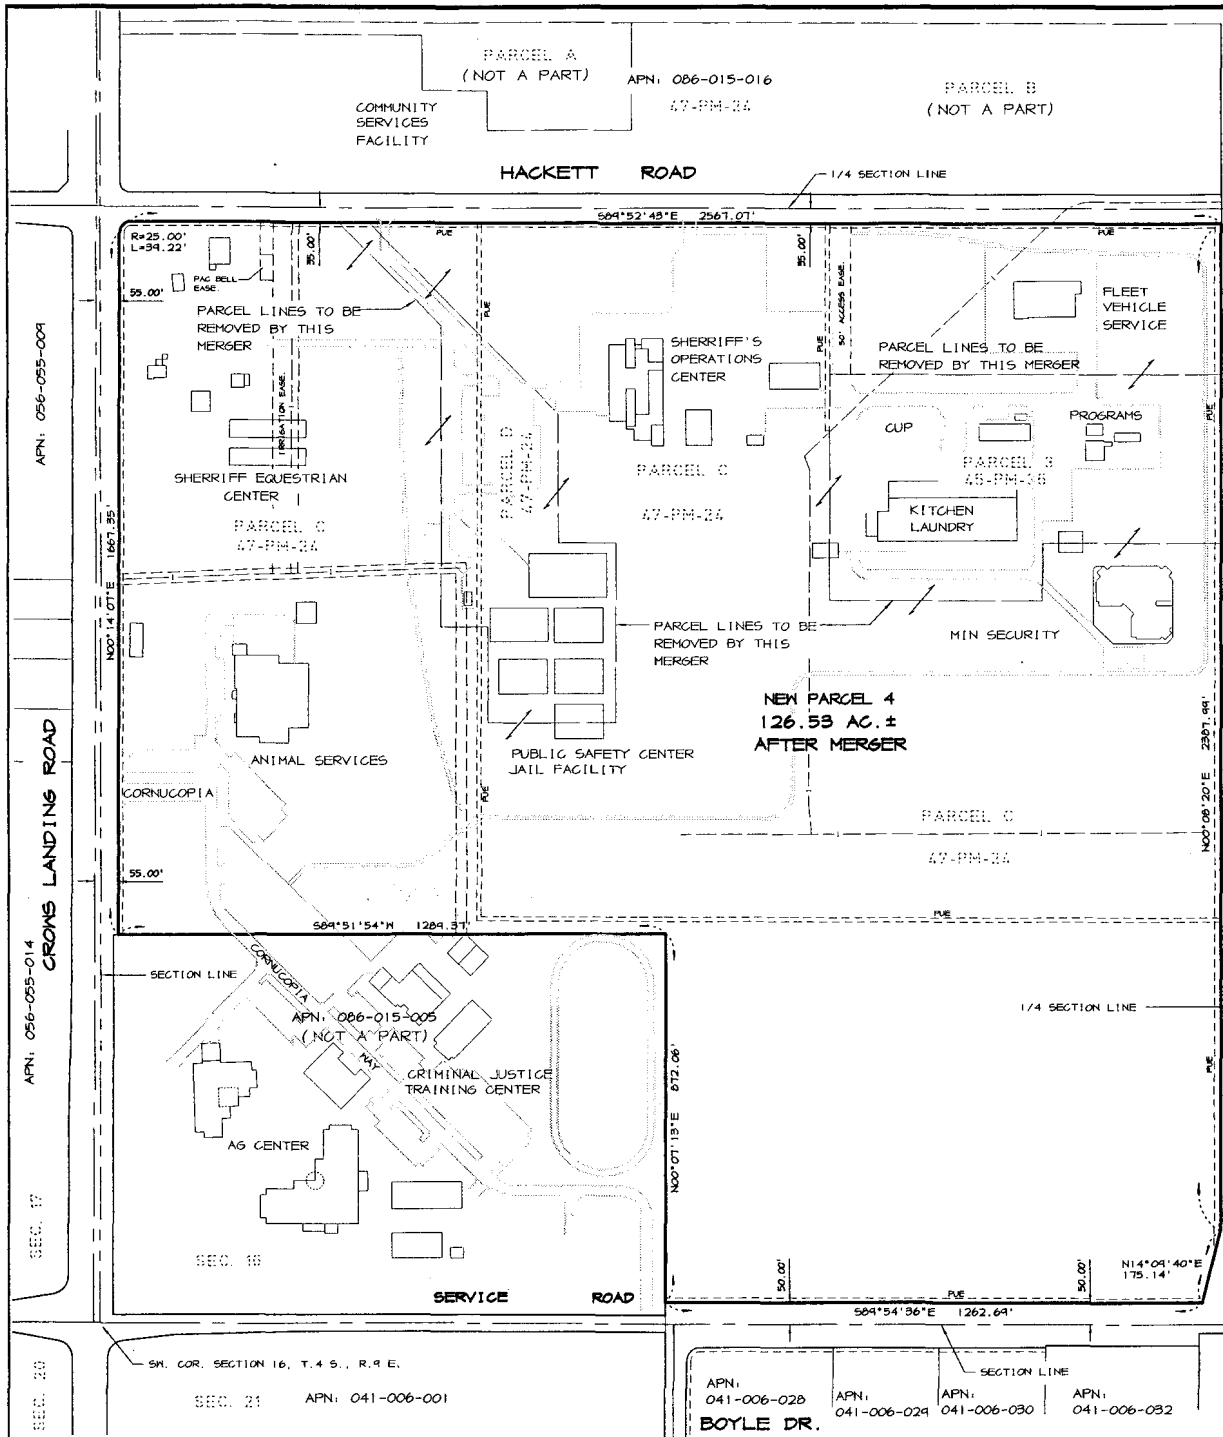 PARCEL A
(NOT A PART)
APN: 086-015-016
47-PM-24
PARCEL B
(NOT A PART)
COMMUNITY
SERVICES
FACILITY
HACKETT ROAD
1/4 SECTION LINE
S89°52'43"E 2567.07'
R=25.00'
L=39.22'
PUE
PUE
55.00'
PAC BELL
EASE.
55.00'
55.00'
50' ACCESS EASE.
PUE
PUE
PUE
FLEET
VEHICLE
SERVICE
PARCEL LINES TO BE
REMOVED BY THIS
MERGER
SHERRIFF'S
OPERATIONS
CENTER
PARCEL LINES TO BE
REMOVED BY THIS MERGER
APN: 056-055-009
IRRIGATION EASE.
CUP
PROGRAMS
PARCEL D
47-PM-24
PARCEL C
47-PM-24
PARCEL 3
45-PM-36
SHERRIFF EQUESTRIAN
CENTER
PARCEL C
47-PM-24
KITCHEN
LAUNDRY
N00°14'07"E 1667.35'
PARCEL LINES TO BE
REMOVED BY THIS
MERGER
MIN SECURITY
NEW PARCEL 4
126.53 AC.±
AFTER MERGER
CROWS LANDING ROAD
ANIMAL SERVICES
PUBLIC SAFETY CENTER
JAIL FACILITY
N00°08'20"E 2387.99'
CORNUCOPIA
PUE
PARCEL C
47-PM-24
55.00'
S89°51'54"W 1289.37'
PUE
APN: 056-055-014
SECTION LINE
CORNUCOPIA
WAY
APN: 086-015-005
(NOT A PART)
1/4 SECTION LINE
PUE
CRIMINAL JUSTICE
TRAINING CENTER
N00°07'13"E 872.06'
AG CENTER
SEC. 17
SEC. 16
SERVICE ROAD
50.00'
50.00'
N14°09'40"E
175.14'
PUE
S89°54'36"E 1262.69'
SW. COR. SECTION 16, T.4 S., R.9 E.
SECTION LINE
SEC. 20
SEC. 21
APN: 041-006-001
APN:
041-006-028
APN:
041-006-029
APN:
041-006-030
APN:
041-006-032
BOYLE DR.